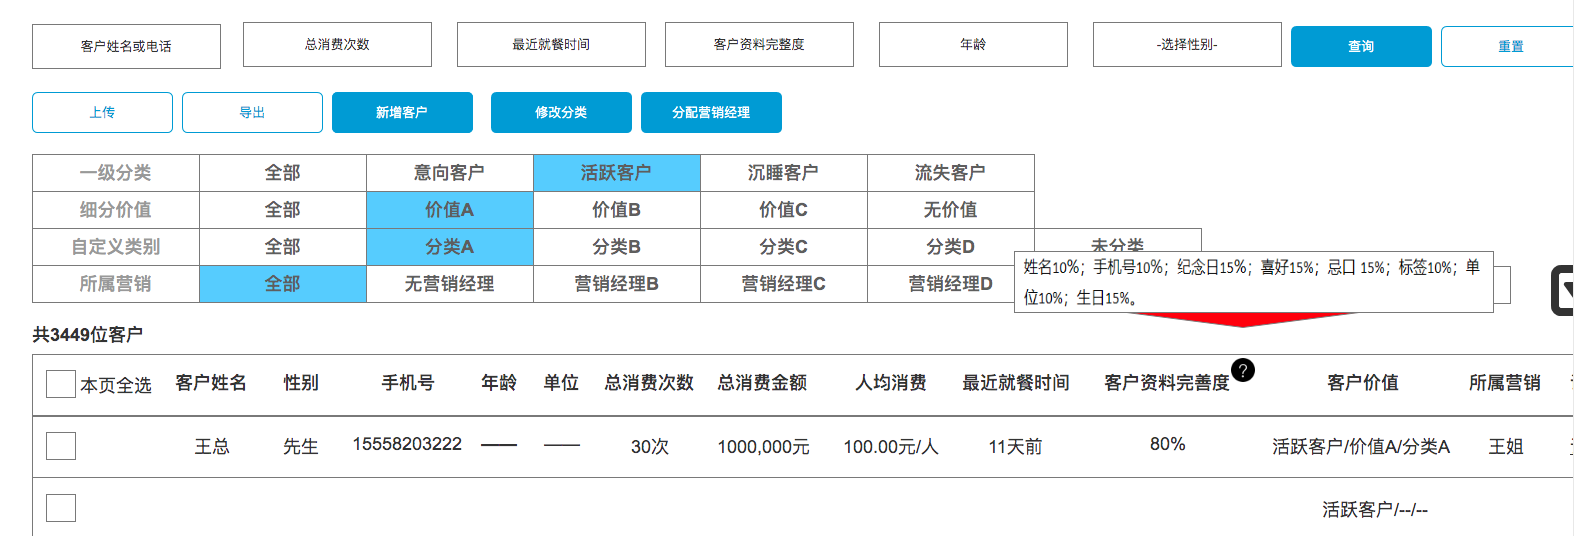 客户姓名或电话 总消费次数 最近就餐时间 客户资料完整度 年龄 -选择性别- 查询 重置
上传 导出 新增客户 修改分类 分配营销经理
一级分类 全部 意向客户 活跃客户 沉睡客户 流失客户
细分价值 全部 价值A 价值B 价值C 无价值
自定义类别 全部 分类A 分类B 分类C 分类D 未分类
所属营销 全部 无营销经理 营销经理B 营销经理C 营销经理D
姓名10%；手机号10%；纪念日15%；喜好15%；忌口 15%；标签10%；单
位10%；生日15%。
共3449位客户
本页全选 客户姓名 性别 手机号 年龄 单位 总消费次数 总消费金额 人均消费 最近就餐时间 客户资料完善度 ? 客户价值 所属营销
王总 先生 15558203222 —— —— 30次 1000,000元 100.00元/人 11天前 80% 活跃客户/价值A/分类A 王姐
活跃客户/--/--